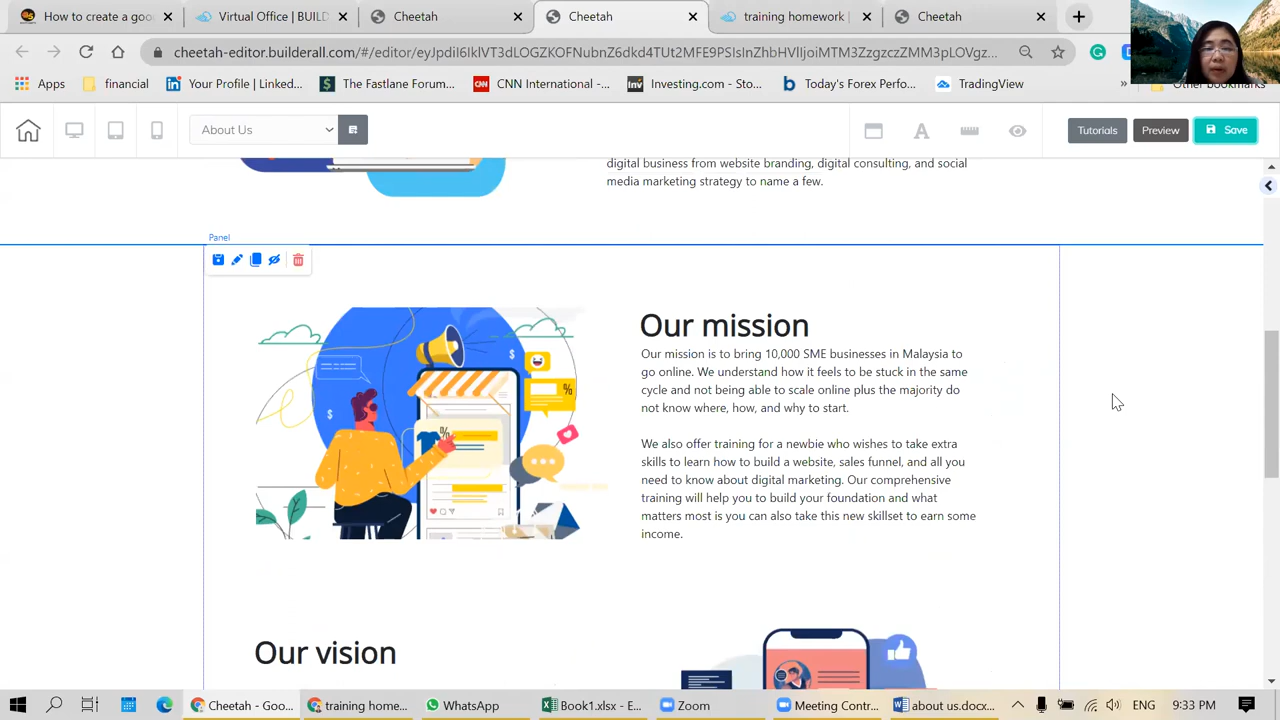 How to create a goo
Virtual Office | BUILD
Cheetah
Cheetah
training homework |
Cheetah
cheetah-editor.builderall.com/#/editor/
Apps
financial
Your Profile | Linked...
The Fastlane Forum
CNN International -...
Investing.com - Sto...
Today's Forex Perfo...
TradingView
»
Other bookmarks
About Us
Tutorials
Preview
Save
digital business from website branding, digital consulting, and social
media marketing strategy to name a few.
Panel
Our mission
Our mission is to bring 10,000 SME businesses in Malaysia to
go online. We understand how it feels to be stuck in the same
cycle and not being able to scale online plus the majority do
not know where, how, and why to start.
We also offer training for a newbie who wishes to take extra
skills to learn how to build a website, sales funnel, and all you
need to know about digital marketing. Our comprehensive
training will help you to build your foundation and what
matters most is you can also take this new skillset to earn some
income.
Our vision
Cheetah - Goo...
training home...
WhatsApp
Book1.xlsx - E...
Zoom
Meeting Contr...
about us.docx...
ENG
9:33 PM